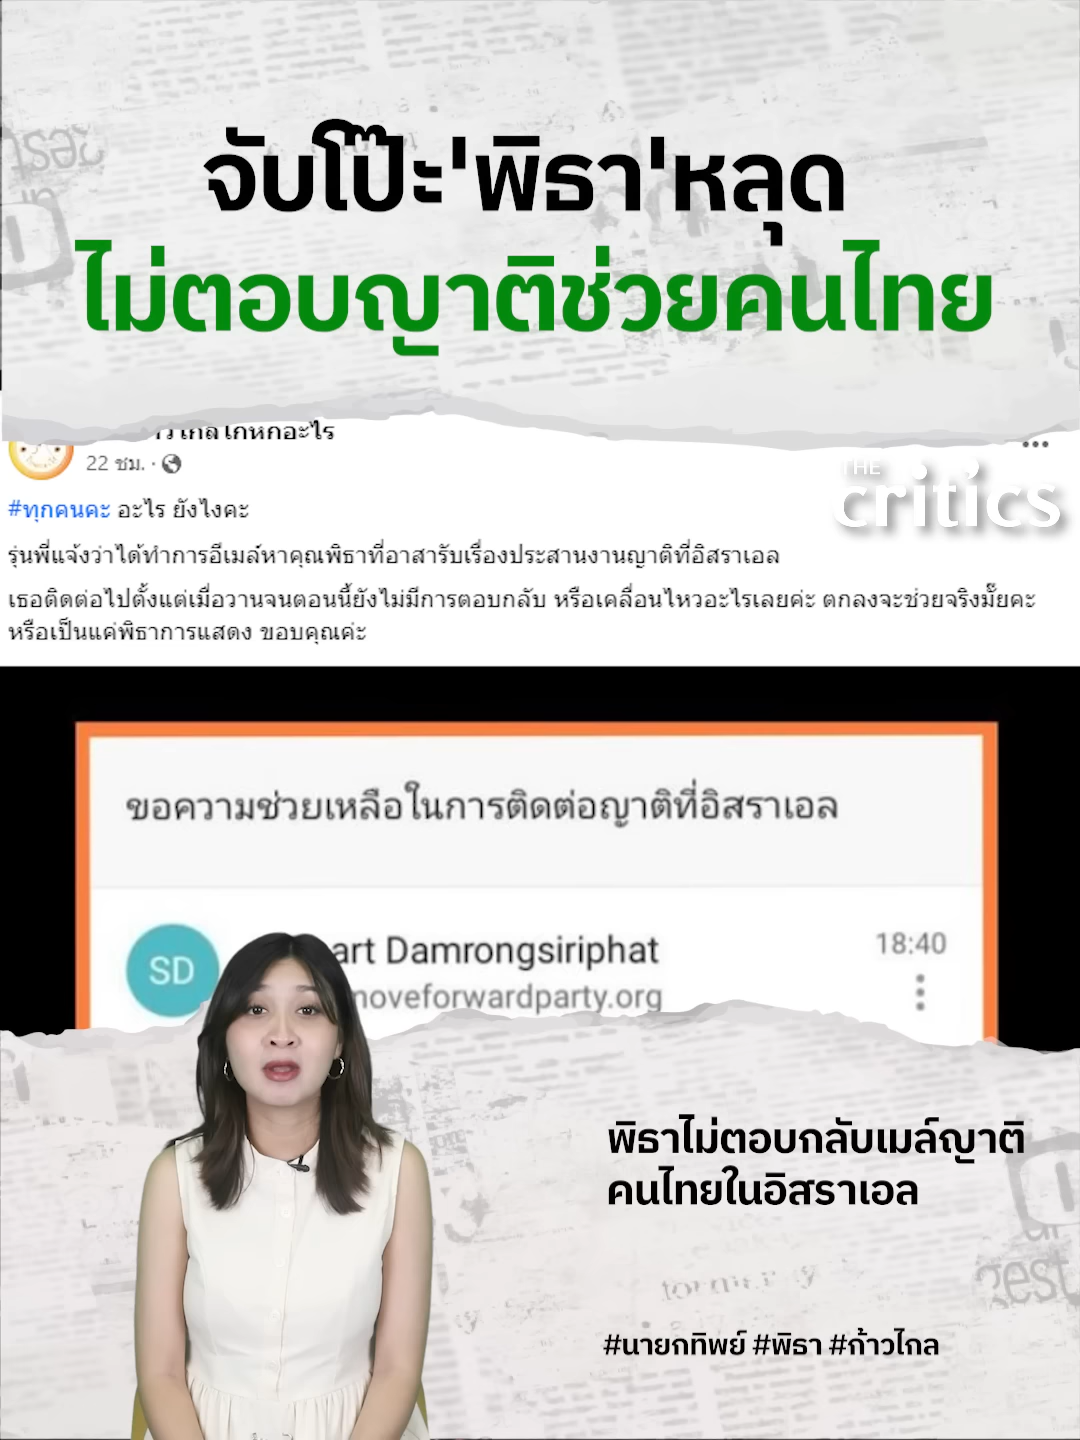 จับโป๊ะ'พิธา'หลุด
ไม่ตอบญาติช่วยคนไทย
ก้าวไกลโกหกอะไร
22 ชม.
THE
critics
#ทุกคนคะ อะไร ยังไงคะ
รุ่นพี่แจ้งว่าได้ทำการอีเมล์หาคุณพิธาที่อาสารับเรื่องประสานงานญาติที่อิสราเอล
เธอติดต่อไปตั้งแต่เมื่อวานจนตอนนี้ยังไม่มีการตอบกลับ หรือเคลื่อนไหวอะไรเลยค่ะ ตกลงจะช่วยจริงมั๊ยคะ
หรือเป็นแค่พิธาการแสดง ขอบคุณค่ะ
ขอความช่วยเหลือในการติดต่อญาติที่อิสราเอล
SD
art Damrongsiriphat
18:40
moveforwardparty.org
พิธาไม่ตอบกลับเมล์ญาติ
คนไทยในอิสราเอล
#นายกทิพย์ #พิธา #ก้าวไกล